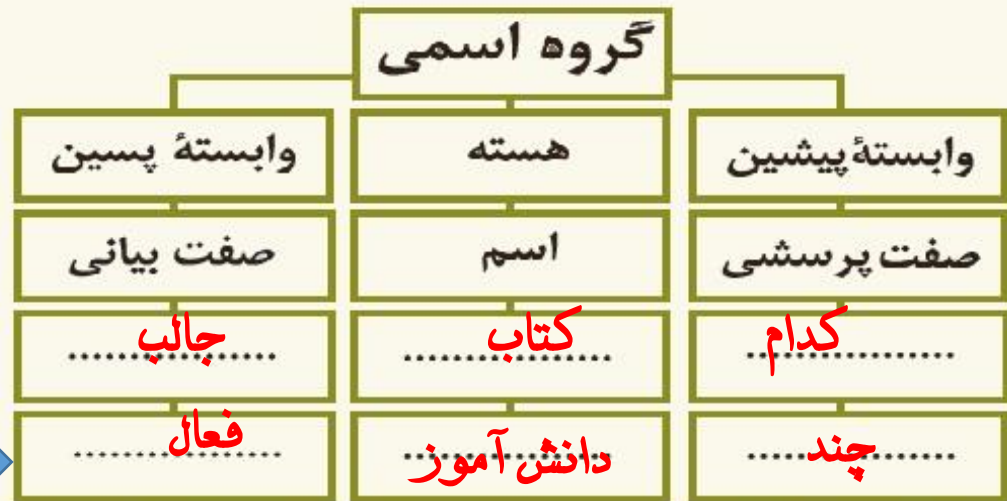 گروه اسمی
وابستهٔ پیشین هسته وابستهٔ پسین
صفت پرسشی اسم صفت بیانی
کدام کتاب جالب
چند دانش آموز فعال